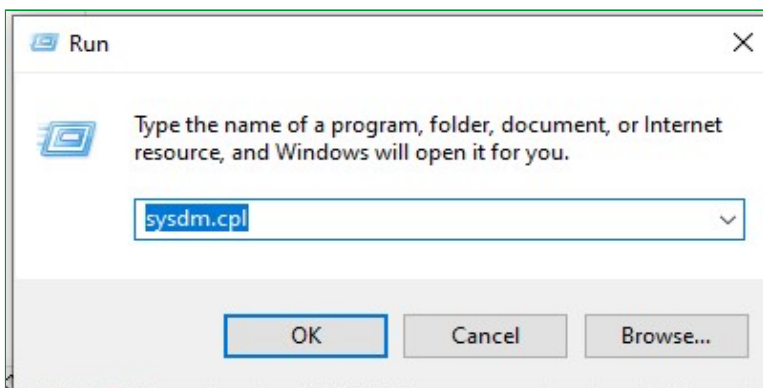 Run
Type the name of a program, folder, document, or Internet
resource, and Windows will open it for you.
sysdm.cpl
OK Cancel Browse...